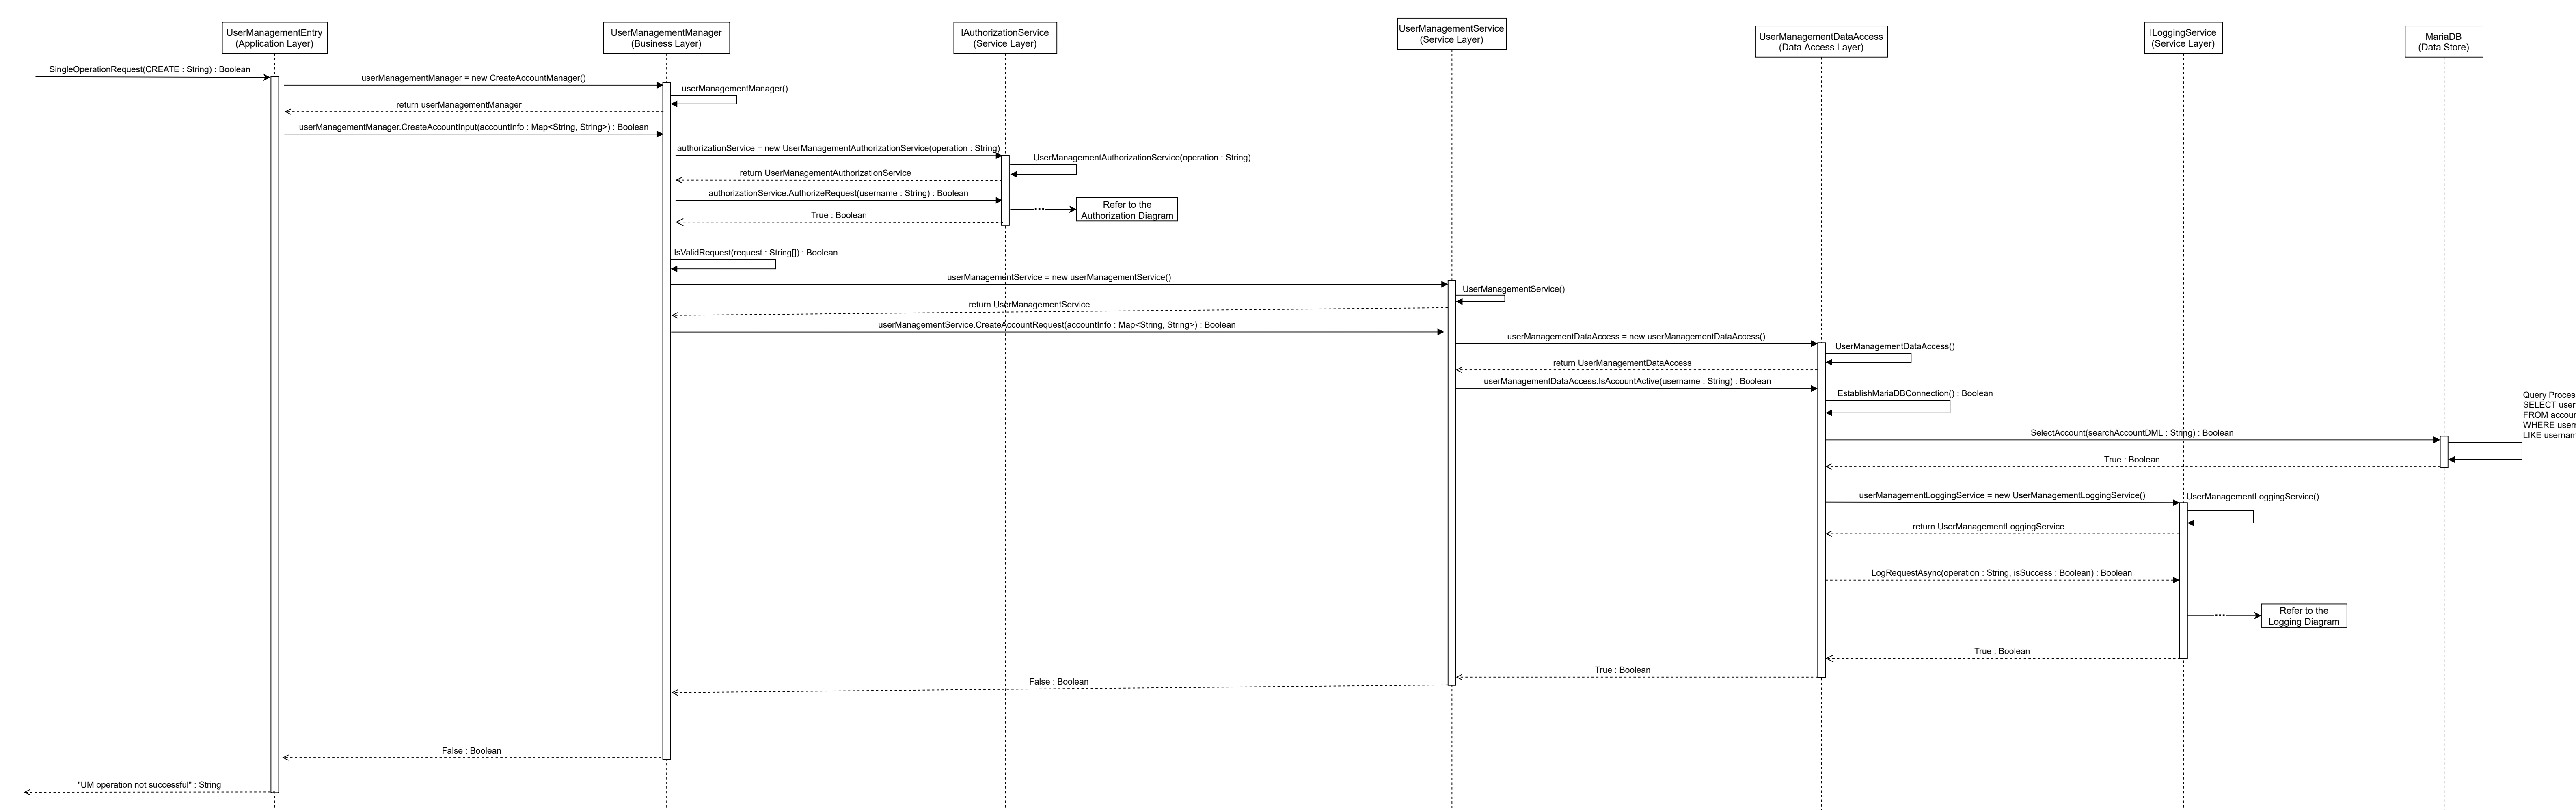 UserManagementEntry
(Application Layer)
UserManagementManager
(Business Layer)
IAuthorizationService
(Service Layer)
UserManagementService
(Service Layer)
UserManagementDataAccess
(Data Access Layer)
ILoggingService
(Service Layer)
MariaDB
(Data Store)
SingleOperationRequest(CREATE : String) : Boolean
userManagementManager = new CreateAccountManager()
userManagementManager()
return userManagementManager
userManagementManager.CreateAccountInput(accountInfo : Map<String, String>) : Boolean
authorizationService = new UserManagementAuthorizationService(operation : String)
UserManagementAuthorizationService(operation : String)
return UserManagementAuthorizationService
authorizationService.AuthorizeRequest(username : String) : Boolean
Refer to the
Authorization Diagram
True : Boolean
IsValidRequest(request : String[]) : Boolean
userManagementService = new userManagementService()
UserManagementService()
return UserManagementService
userManagementService.CreateAccountRequest(accountInfo : Map<String, String>) : Boolean
userManagementDataAccess = new userManagementDataAccess()
UserManagementDataAccess()
return UserManagementDataAccess
userManagementDataAccess.IsAccountActive(username : String) : Boolean
EstablishMariaDBConnection() : Boolean
Query Proces
SELECT user
FROM accoun
WHERE usern
LIKE usernam
SelectAccount(searchAccountDML : String) : Boolean
True : Boolean
userManagementLoggingService = new UserManagementLoggingService()
UserManagementLoggingService()
return UserManagementLoggingService
LogRequestAsync(operation : String, isSuccess : Boolean) : Boolean
Refer to the
Logging Diagram
True : Boolean
True : Boolean
False : Boolean
False : Boolean
"UM operation not successful" : String